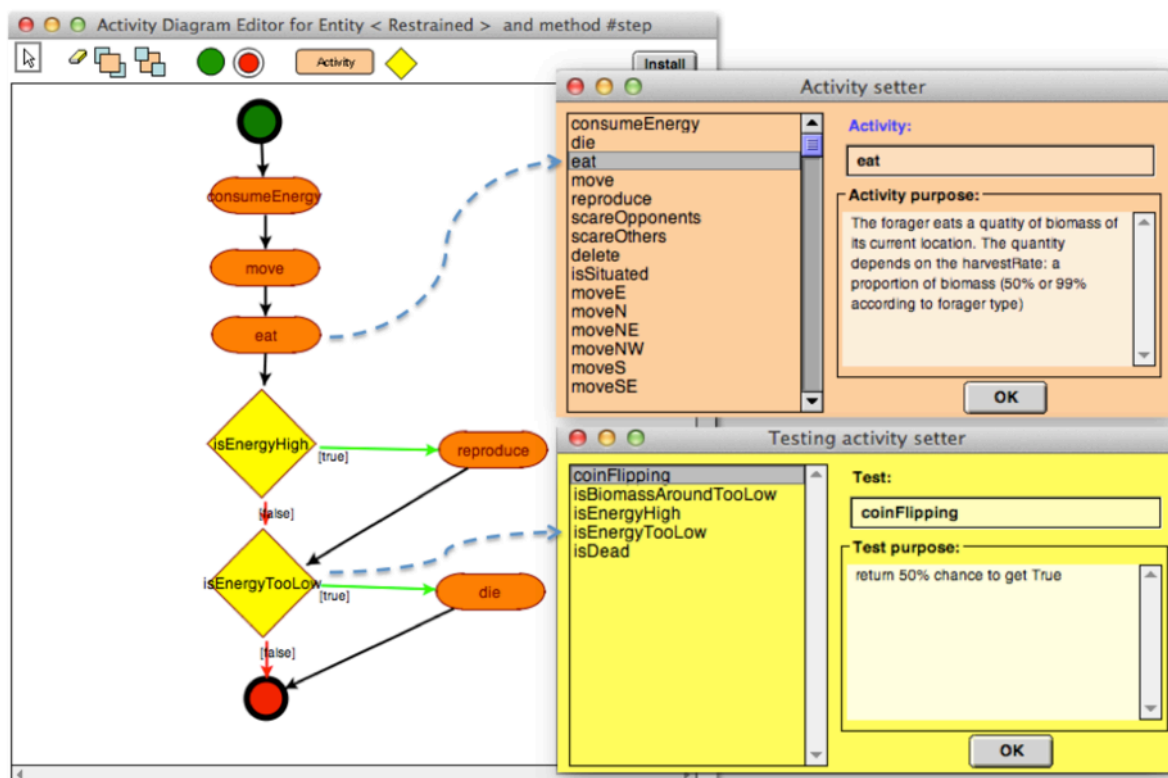 Activity Diagram Editor for Entity < Restrained > and method #step
Activity
Install
consumeEnergy
move
eat
isEnergyHigh
[true]
reproduce
[false]
isEnergyTooLow
[true]
die
[false]
Activity setter
consumeEnergy
die
eat
move
reproduce
scareOpponents
scareOthers
delete
isSituated
moveE
moveN
moveNE
moveNW
moveS
moveSE
Activity:
eat
Activity purpose:
The forager eats a quatity of biomass of
its current location. The quantity
depends on the harvestRate: a
proportion of biomass (50% or 99%
according to forager type)
OK
Testing activity setter
coinFlipping
isBiomassAroundTooLow
isEnergyHigh
isEnergyTooLow
isDead
Test:
coinFlipping
Test purpose:
return 50% chance to get True
OK